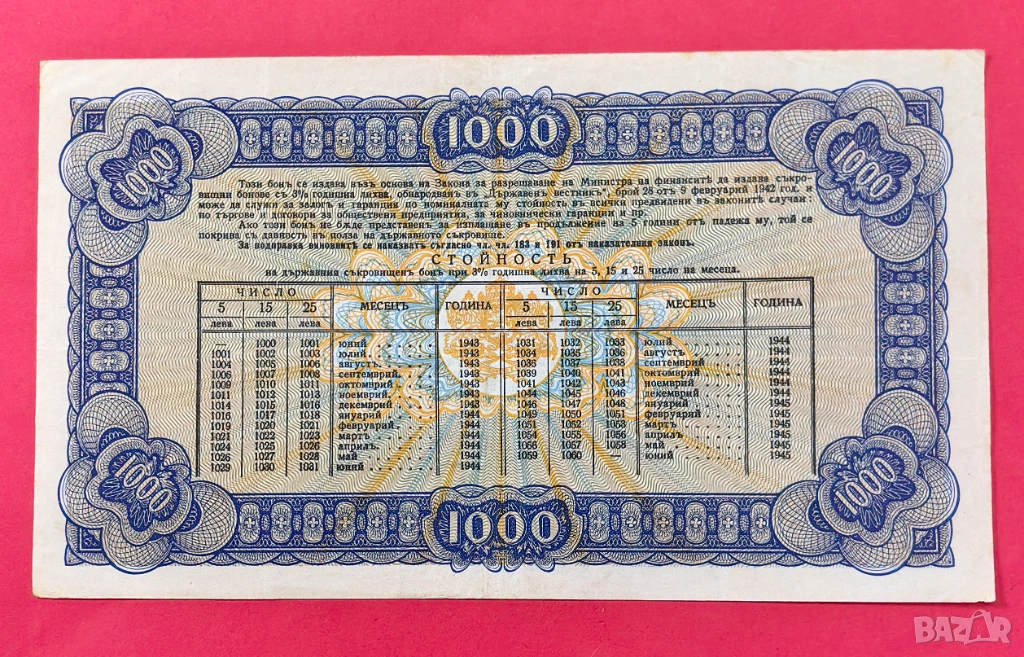 1000
1000
1000
Този бонъ се издава възъ основа на Закона за разрешаване на Министра на финансиитѣ да издава съкро-
вищни бонове съ 3% годишна лихва, обнародванъ въ „Държавенъ вестникъ“, брой 28 отъ 9 февруарий 1942 год. и
може да служи за залогъ и гаранция по номиналната му стойность въ всички предвидени въ законитѣ случаи:
по търгове и договори за обществени предприятия, за чиновнически гаранции и пр.
Ако този бонъ не бѫде представенъ за изплащане въ продължение на 5 години отъ падежа му, той се
покрива съ давность въ полза на държавното съкровище.
За поправка виновнитѣ се наказватъ съгласно чл. чл. 183 и 191 отъ наказателния законъ.
СТОЙНОСТЬ
на държавния съкровищенъ бонъ при 3% годишна лихва на 5, 15 и 25 число на месеца.
ЧИСЛО МЕСЕЦЪ ГОДИНА ЧИСЛО МЕСЕЦЪ ГОДИНА
5 15 25 5 15 25
лева лева лева лева лева лева
— 1000 1001 юний 1943 1031 1032 1033 юлий 1944
1001 1002 1003 юлий 1943 1034 1035 1036 августъ 1944
1004 1005 1006 августъ 1943 1036 1037 1038 септемврий 1944
1006 1007 1008 септемврий 1943 1039 1040 1041 октомврий 1944
1009 1010 1011 октомврий 1943 1041 1042 1043 ноемврий 1944
1011 1012 1013 ноемврий 1943 1044 1045 1046 декемврий 1944
1014 1015 1016 декемврий 1943 1046 1047 1048 януарий 1945
1016 1017 1018 януарий 1944 1049 1050 1051 февруарий 1945
1019 1020 1021 февруарий 1944 1051 1052 1053 мартъ 1945
1021 1022 1023 мартъ 1944 1054 1055 1056 априлъ 1945
1024 1025 1026 априлъ 1944 1056 1057 1058 май 1945
1026 1027 1028 май 1944 1059 1060 — юний 1945
1029 1030 1031 юний 1944
1000
1000
1000
BAZAR